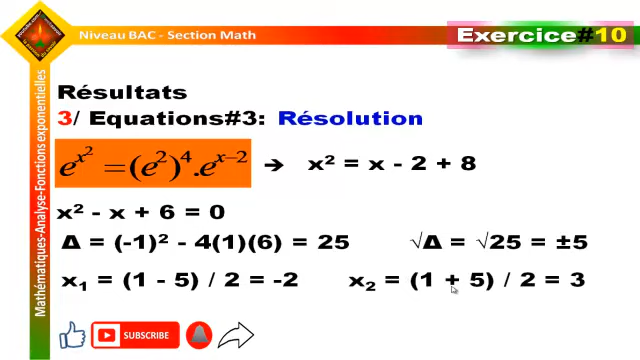 Niveau BAC - Section Math
Exercice#10
Résultats
3/ Equations#3: Résolution
e^{x^2} = (e^2)^4.e^{x-2} → x² = x - 2 + 8
x² - x + 6 = 0
Δ = (-1)² - 4(1)(6) = 25 √Δ = √25 = ±5
x₁ = (1 - 5) / 2 = -2 x₂ = (1 + 5) / 2 = 3
SUBSCRIBE
Mathématiques-Analyse-Fonctions exponentielles